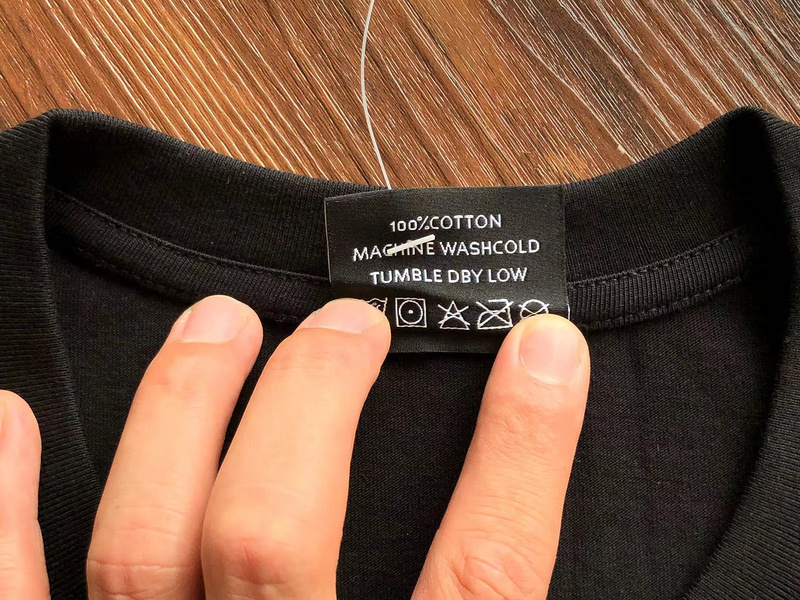 100%COTTON
MACHINE WASHCOLD
TUMBLE DBY LOW